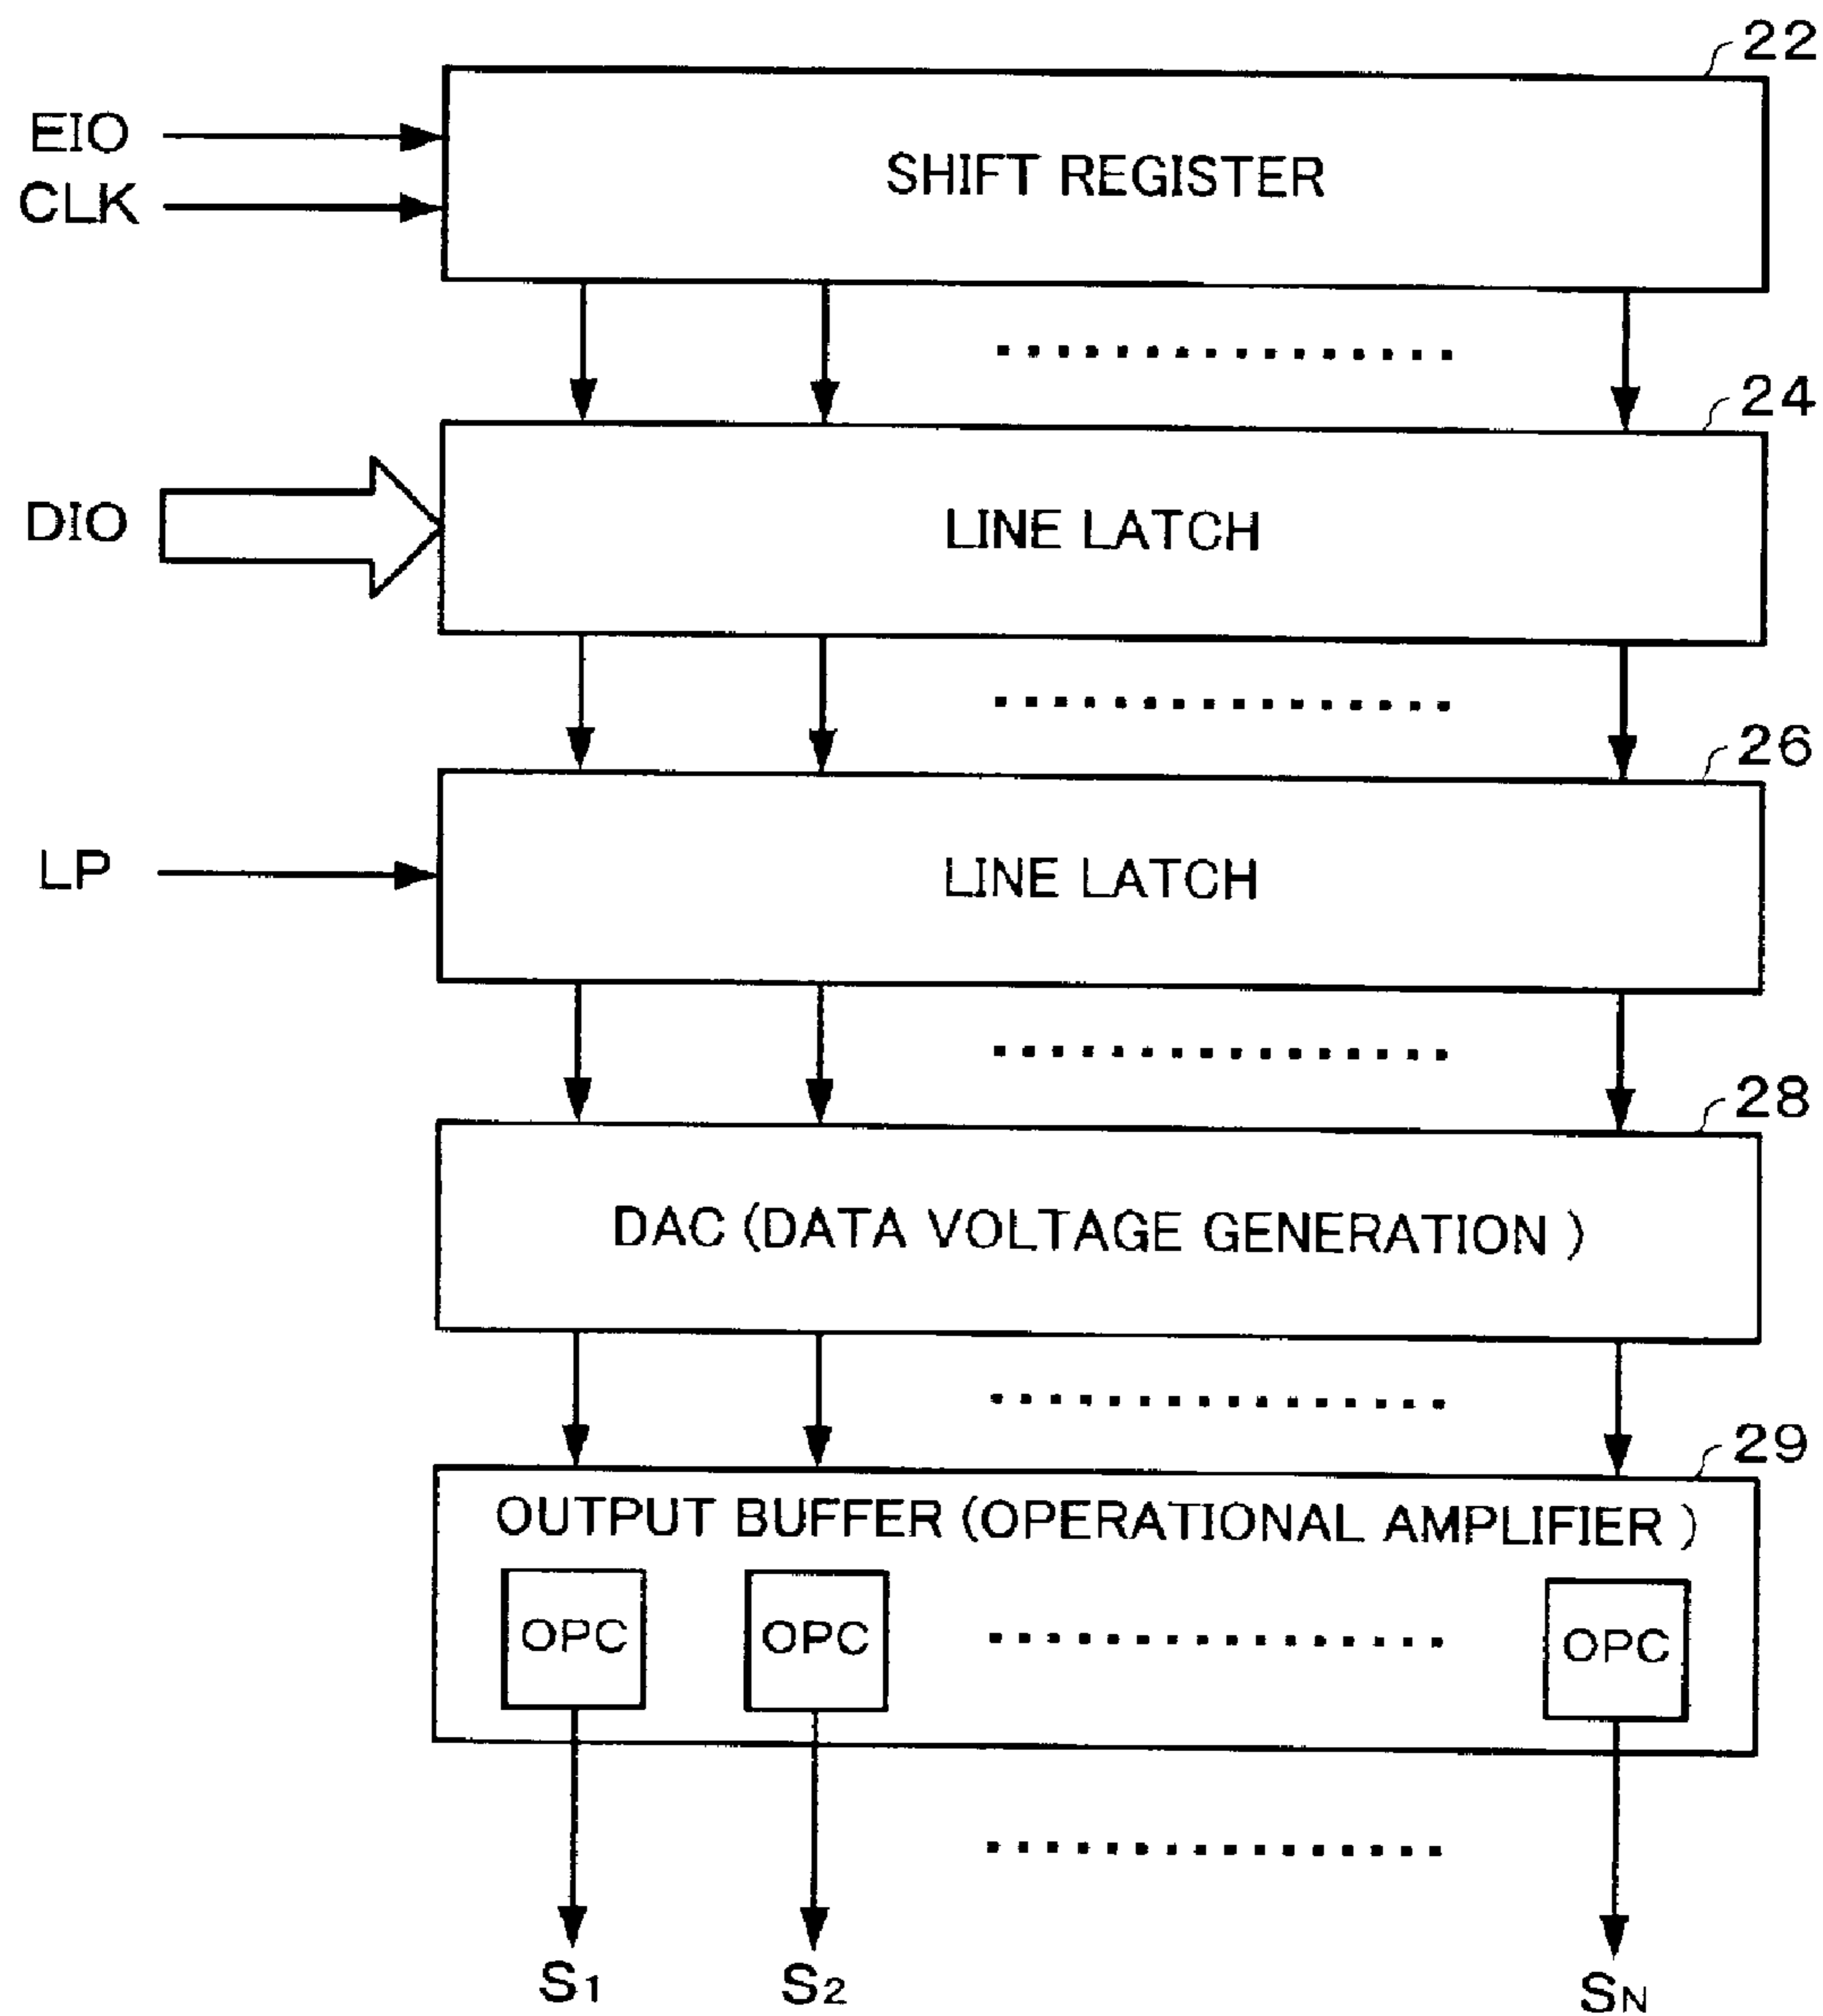 22
EIO
CLK
SHIFT REGISTER
24
DIO
LINE LATCH
26
LP
LINE LATCH
28
DAC (DATA VOLTAGE GENERATION )
29
OUTPUT BUFFER (OPERATIONAL AMPLIFIER )
OPC OPC OPC
S1 S2 SN